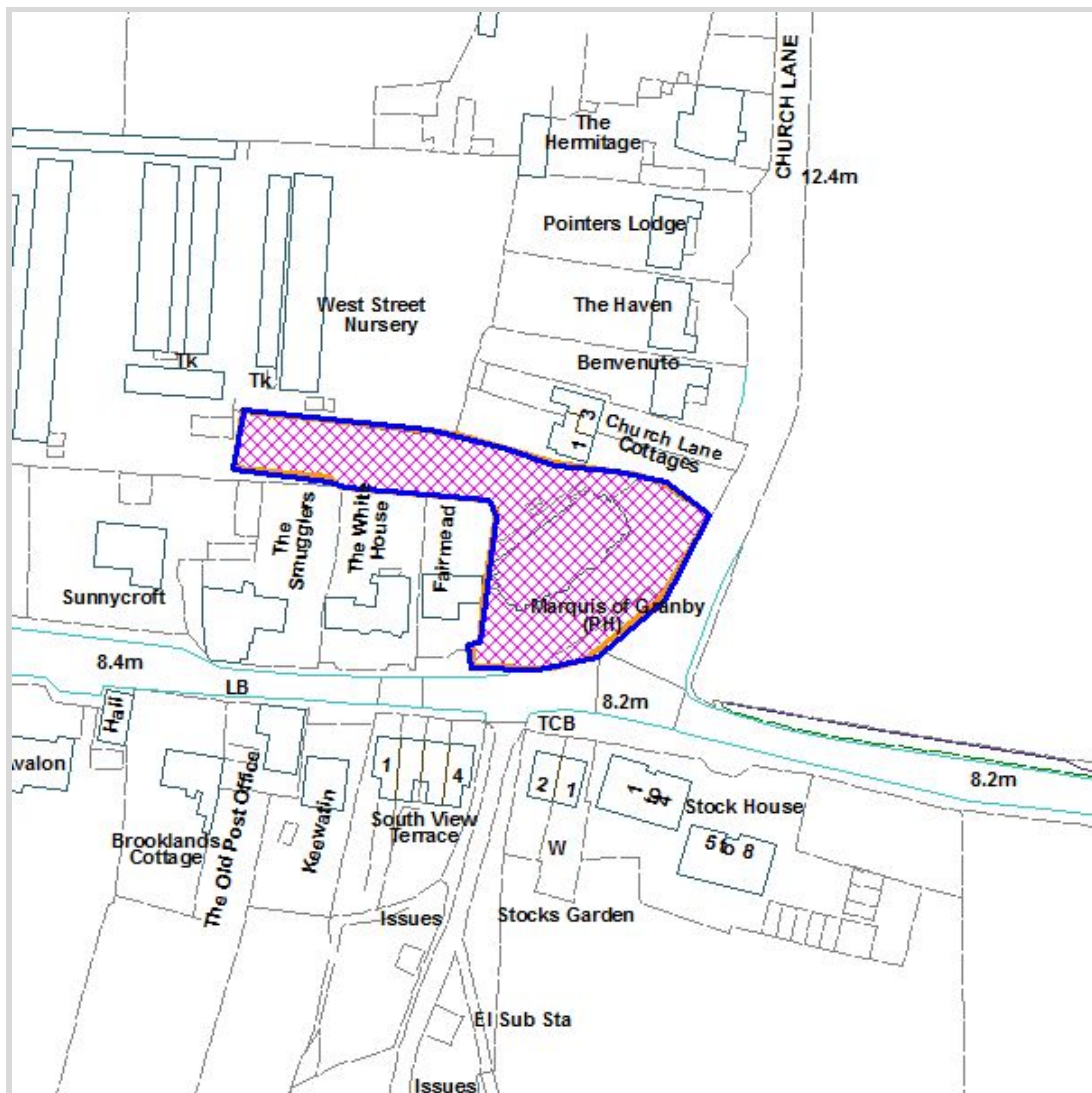 CHURCH LANE
The
Hermitage
12.4m
Pointers Lodge
West Street
Nursery
The Haven
Benvenuto
Tk
Tk
3
1
Church Lane
Cottages
The
Smugglers
The White
House
Fairmead
Sunnycroft
Marquis of Granby
(PH)
8.4m
LB
8.2m
TCB
8.2m
Hall
Avalon
The Old Post Office
Brooklands
Cottage
Keewatin
1
4
South View
Terrace
2
1
Stock House
5 to 8
W
Stocks Garden
Issues
El Sub Sta
Issues